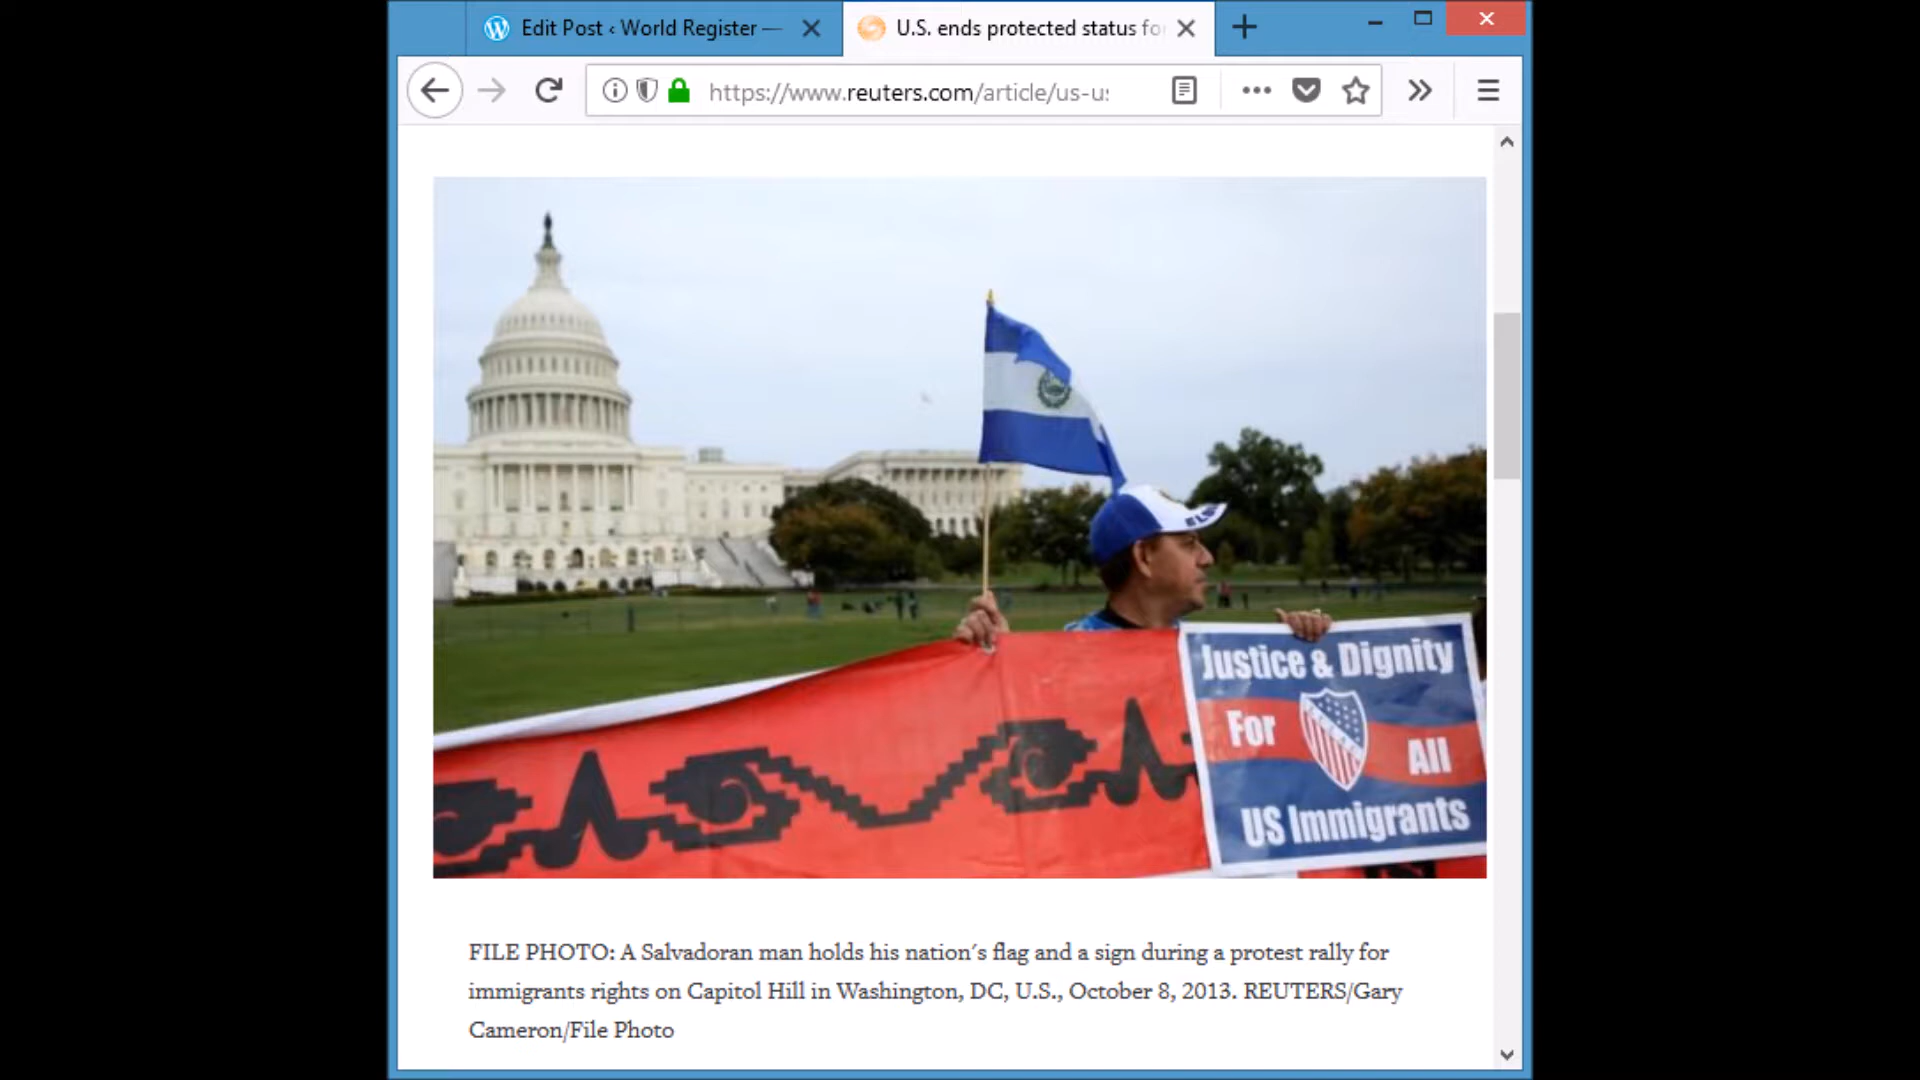 Edit Post ‹ World Register —
U.S. ends protected status fo
https://www.reuters.com/article/us-u
Justice & Dignity
For
All
US Immigrants
FILE PHOTO: A Salvadoran man holds his nation's flag and a sign during a protest rally for
immigrants rights on Capitol Hill in Washington, DC, U.S., October 8, 2013. REUTERS/Gary
Cameron/File Photo